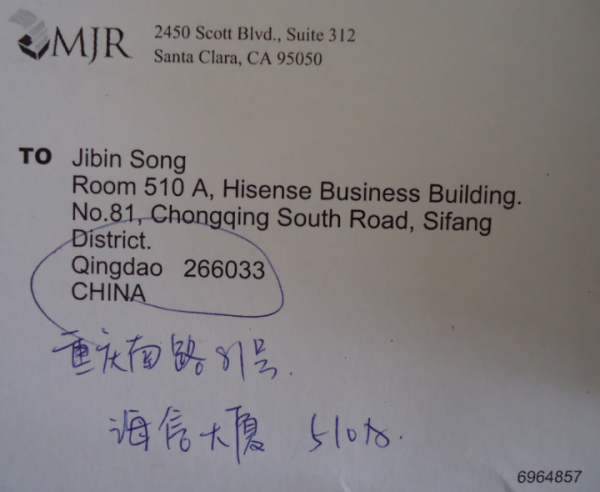 MJR
2450 Scott Blvd., Suite 312
Santa Clara, CA 95050
TO Jibin Song
Room 510 A, Hisense Business Building.
No.81, Chongqing South Road, Sifang
District.
Qingdao 266033
CHINA
重庆南路81号.
海信大厦 510
6964857